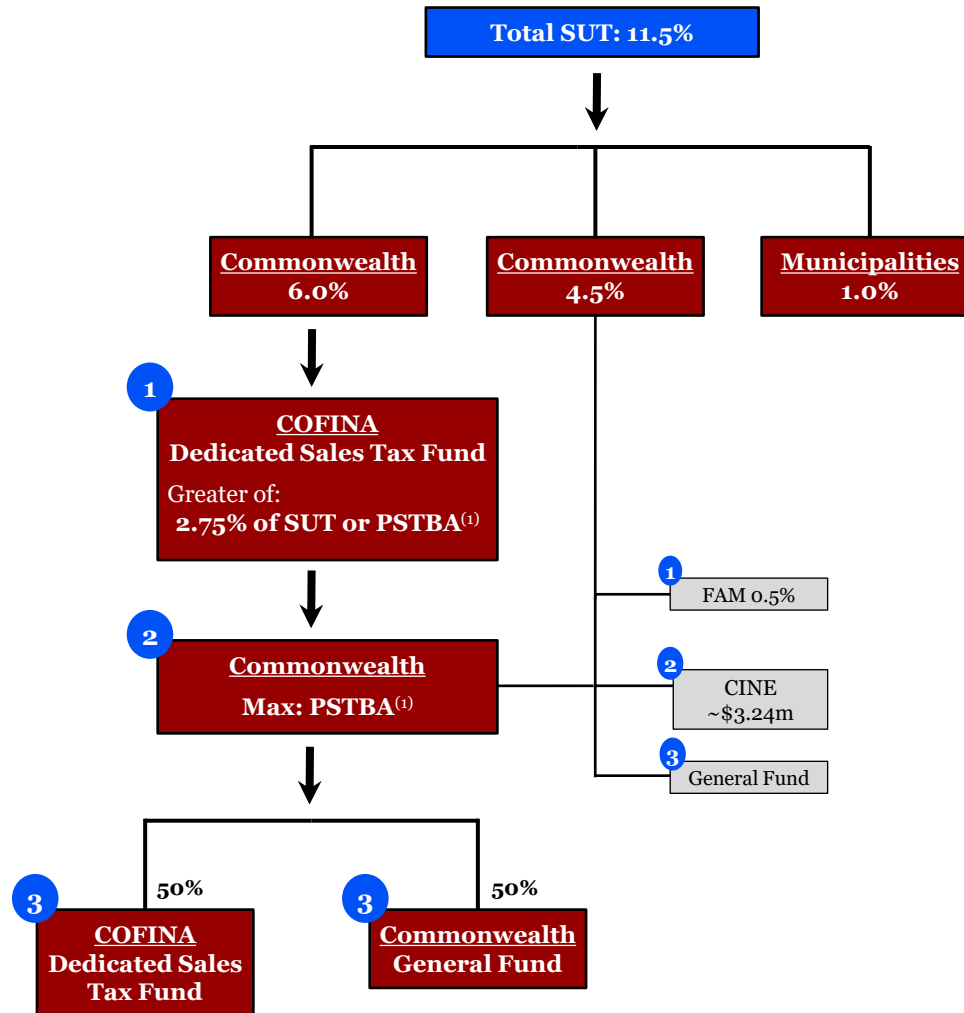 Total SUT: 11.5%
Commonwealth
6.0%
Commonwealth
4.5%
Municipalities
1.0%
1
COFINA
Dedicated Sales Tax Fund
Greater of:
2.75% of SUT or PSTBA(1)
1
FAM 0.5%
2
Commonwealth
Max: PSTBA(1)
2
CINE
~$3.24m
3
General Fund
50%
50%
3
COFINA
Dedicated Sales
Tax Fund
3
Commonwealth
General Fund